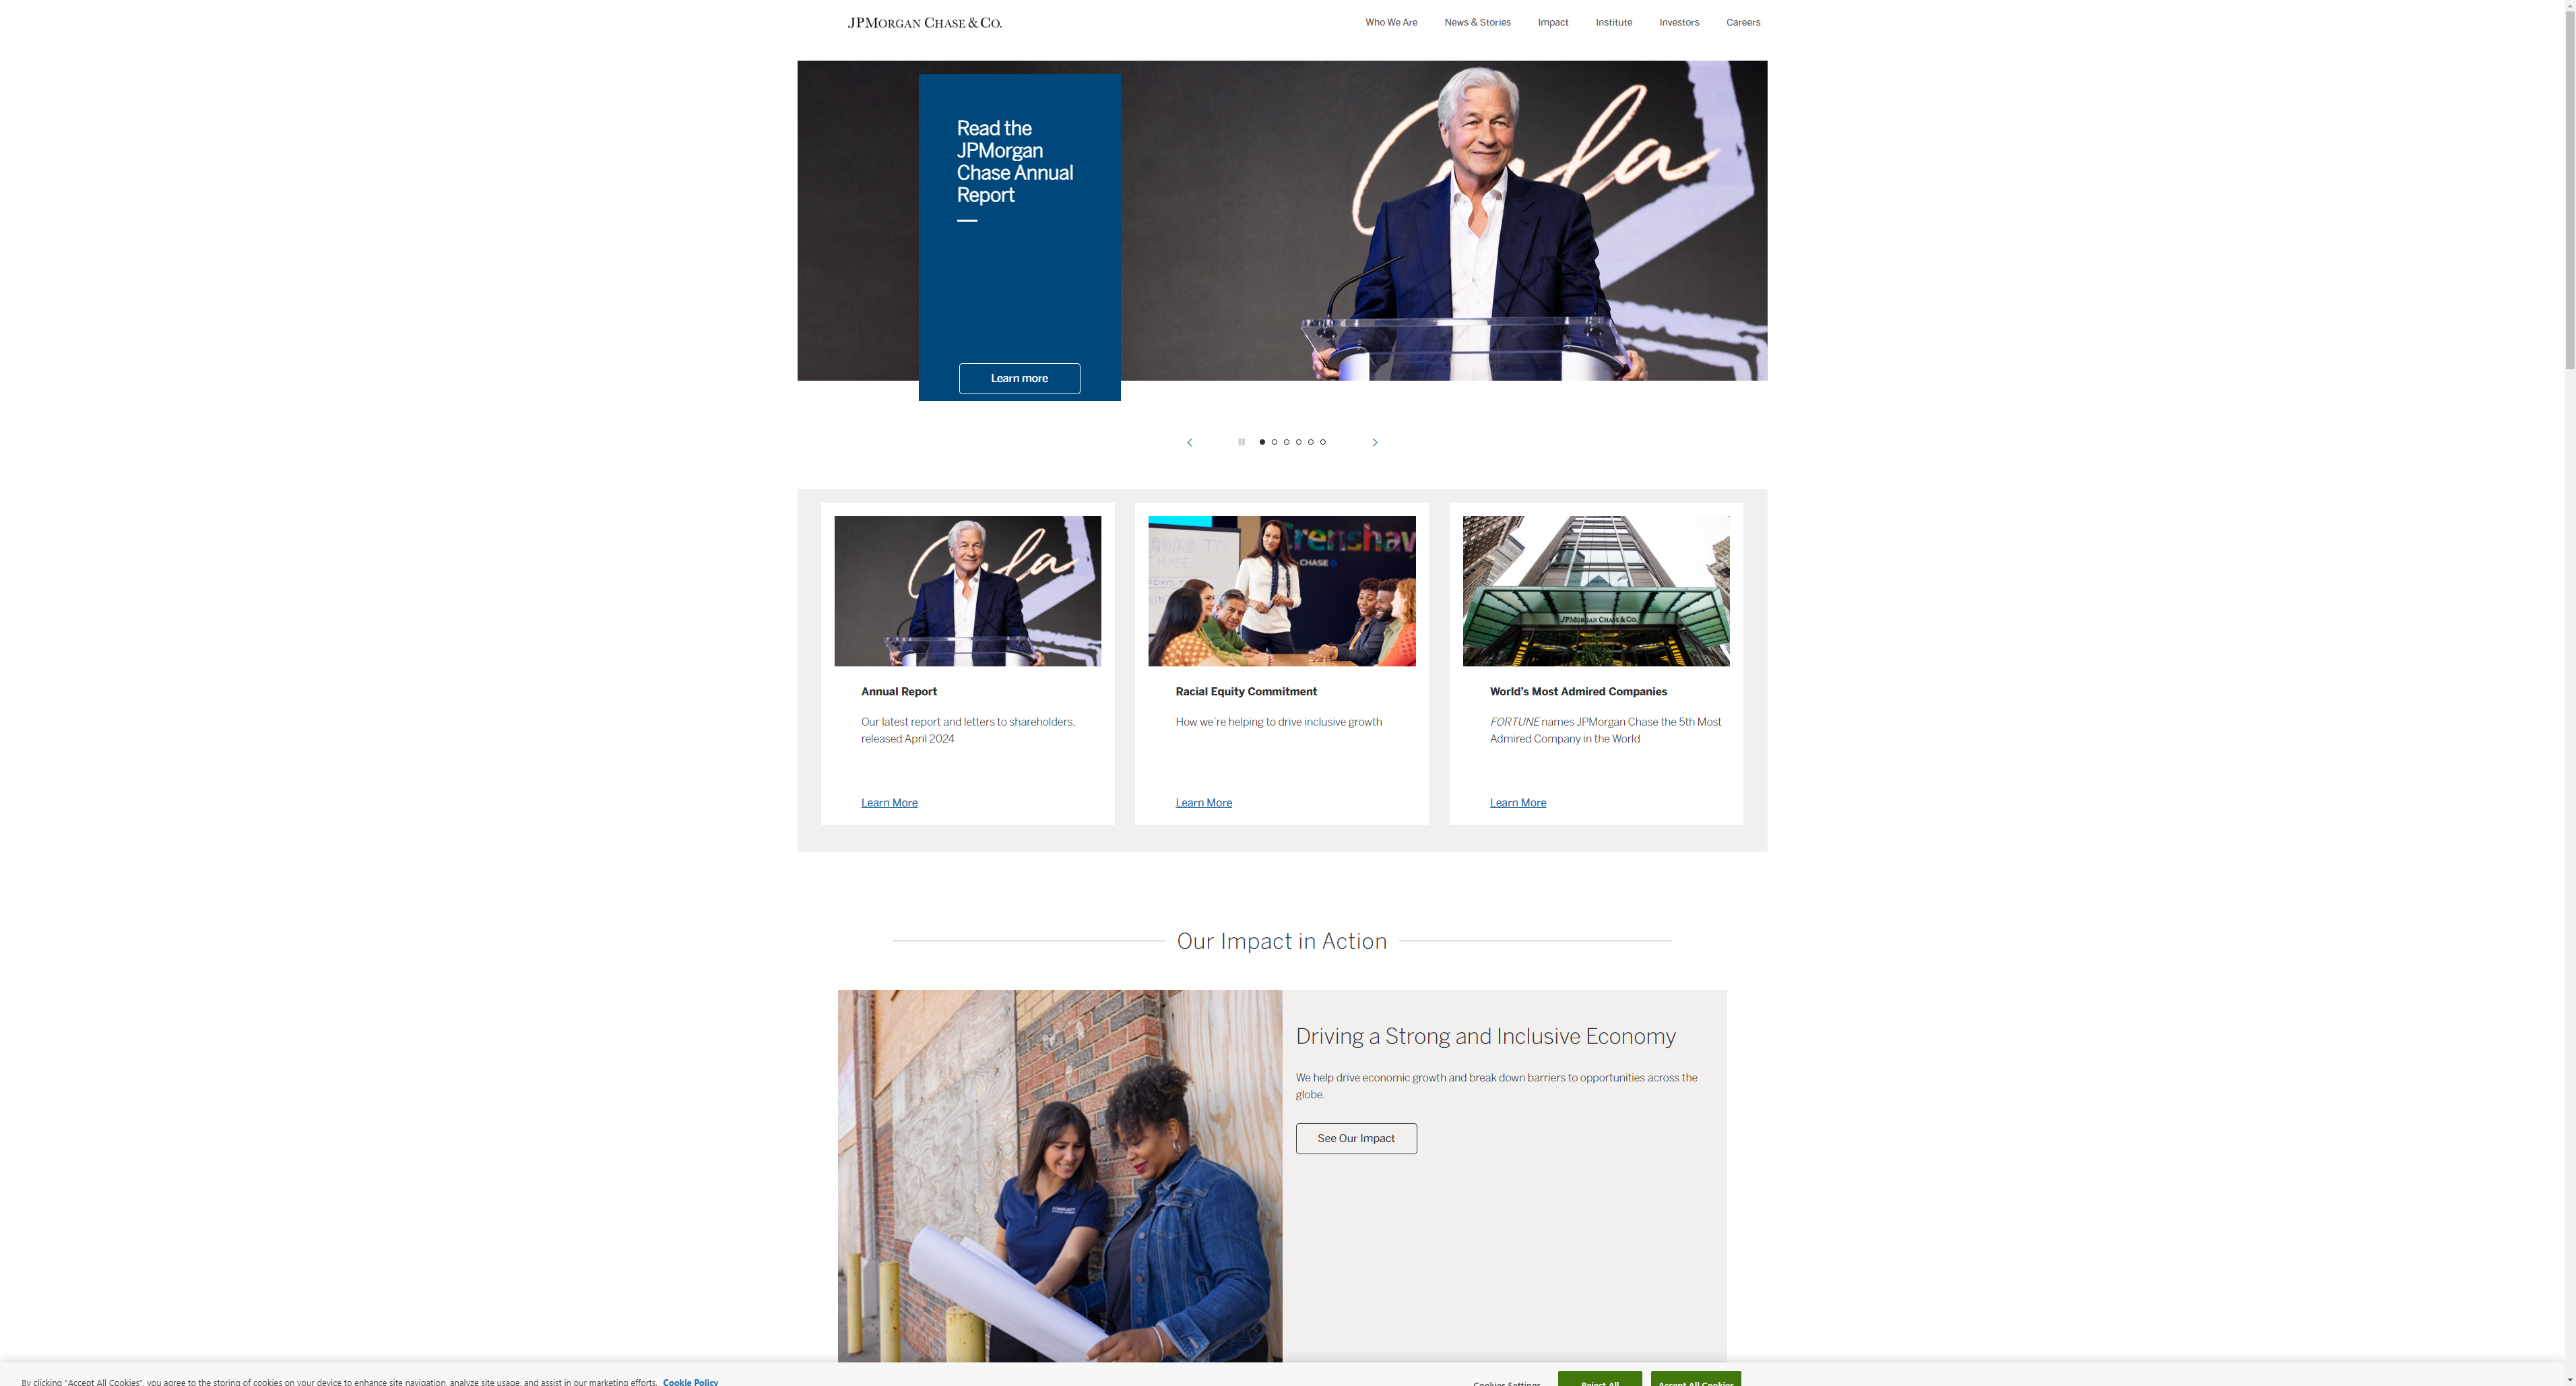 JPMORGAN CHASE & CO.
Who We Are
News & Stories
Impact
Institute
Investors
Careers
Read the
JPMorgan
Chase Annual
Report
Learn more
CHASE
JPMORGAN CHASE & CO.
Annual Report
Our latest report and letters to shareholders,
released April 2024
Learn More
Racial Equity Commitment
How we're helping to drive inclusive growth
Learn More
World's Most Admired Companies
FORTUNE names JPMorgan Chase the 5th Most
Admired Company in the World
Learn More
Our Impact in Action
Driving a Strong and Inclusive Economy
We help drive economic growth and break down barriers to opportunities across the
globe.
See Our Impact
By clicking "Accept All Cookies", you agree to the storing of cookies on your device to enhance site navigation, analyze site usage, and assist in our marketing efforts. Cookie Policy
Cookies Settings
Reject All
Accept All Cookies